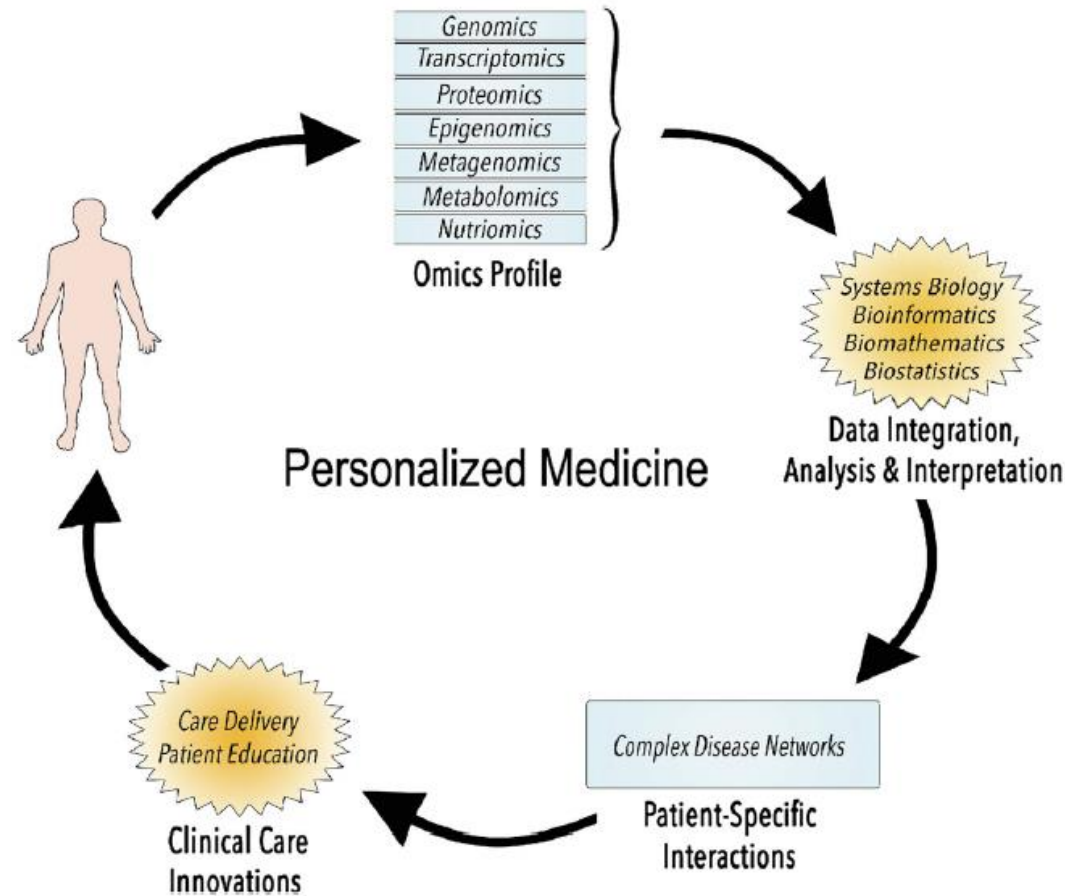 Genomics
Transcriptomics
Proteomics
Epigenomics
Metagenomics
Metabolomics
Nutriomics
Omics Profile
Systems Biology
Bioinformatics
Biomathematics
Biostatistics
Data Integration,
Analysis & Interpretation
Personalized Medicine
Complex Disease Networks
Patient-Specific
Interactions
Care Delivery
Patient Education
Clinical Care
Innovations